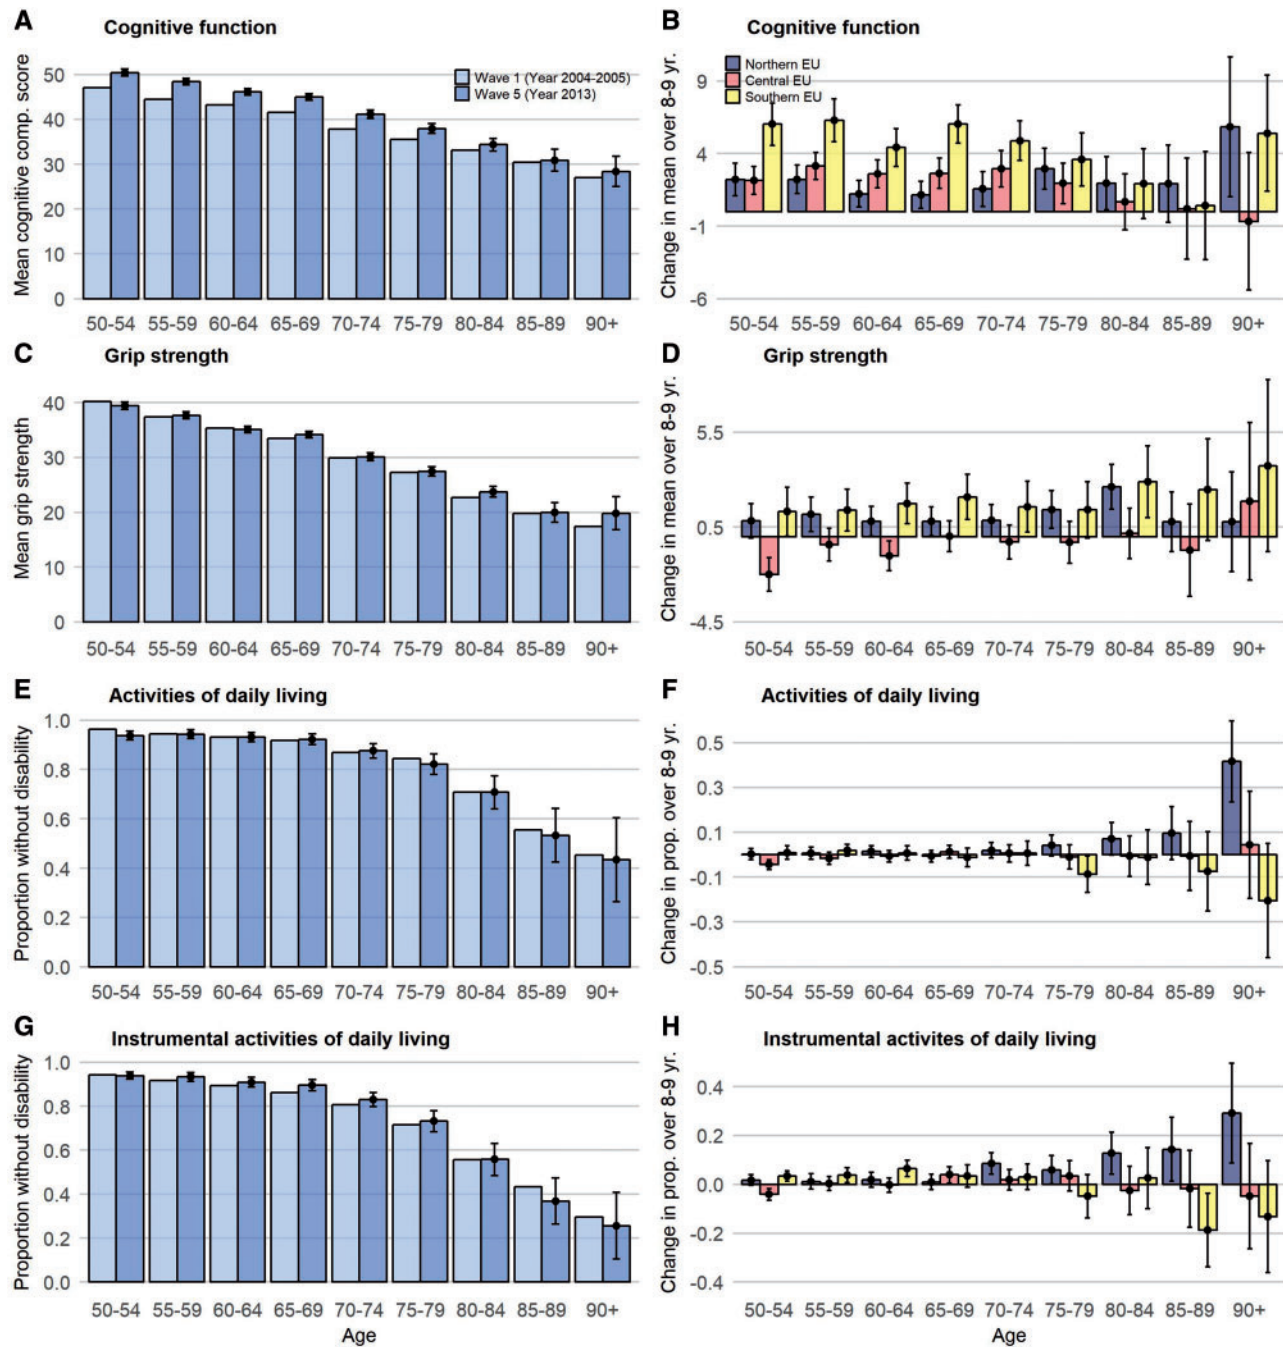 A Cognitive function
Mean cognitive comp. score
50
40
30
20
10
0
Wave 1 (Year 2004-2005)
Wave 5 (Year 2013)
50-54 55-59 60-64 65-69 70-74 75-79 80-84 85-89 90+
B Cognitive function
Change in mean over 8-9 yr.
9
4
-1
-6
Northern EU
Central EU
Southern EU
50-54 55-59 60-64 65-69 70-74 75-79 80-84 85-89 90+
C Grip strength
Mean grip strength
40
30
20
10
0
50-54 55-59 60-64 65-69 70-74 75-79 80-84 85-89 90+
D Grip strength
Change in mean over 8-9 yr.
5.5
0.5
-4.5
50-54 55-59 60-64 65-69 70-74 75-79 80-84 85-89 90+
E Activities of daily living
Proportion without disability
1.0
0.8
0.6
0.4
0.2
0.0
50-54 55-59 60-64 65-69 70-74 75-79 80-84 85-89 90+
F Activities of daily living
Change in prop. over 8-9 yr.
0.5
0.3
0.1
-0.1
-0.3
-0.5
50-54 55-59 60-64 65-69 70-74 75-79 80-84 85-89 90+
G Instrumental activities of daily living
Proportion without disability
1.0
0.8
0.6
0.4
0.2
0.0
50-54 55-59 60-64 65-69 70-74 75-79 80-84 85-89 90+
Age
H Instrumental activites of daily living
Change in prop. over 8-9 yr.
0.4
0.2
0.0
-0.2
-0.4
50-54 55-59 60-64 65-69 70-74 75-79 80-84 85-89 90+
Age